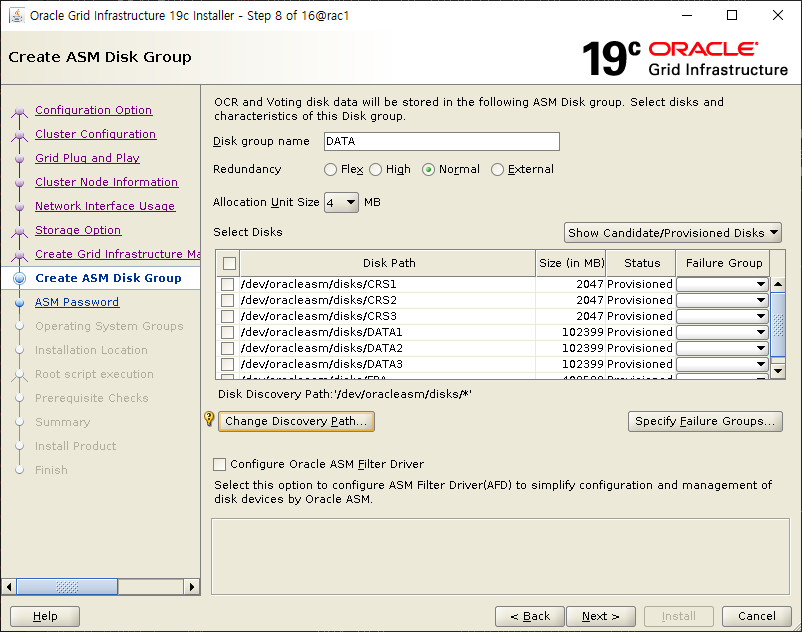 Oracle Grid Infrastructure 19c Installer - Step 8 of 16@rac1
Create ASM Disk Group
19c ORACLE
Grid Infrastructure
Configuration Option
Cluster Configuration
Grid Plug and Play
Cluster Node Information
Network Interface Usage
Storage Option
Create Grid Infrastructure Ma
Create ASM Disk Group
ASM Password
Operating System Groups
Installation Location
Root script execution
Prerequisite Checks
Summary
Install Product
Finish
OCR and Voting disk data will be stored in the following ASM Disk group. Select disks and
characteristics of this Disk group.
Disk group name DATA
Redundancy Flex High Normal External
Allocation Unit Size 4 MB
Select Disks Show Candidate/Provisioned Disks
Disk Path Size (in MB) Status Failure Group
/dev/oracleasm/disks/CRS1 2047 Provisioned
/dev/oracleasm/disks/CRS2 2047 Provisioned
/dev/oracleasm/disks/CRS3 2047 Provisioned
/dev/oracleasm/disks/DATA1 102399 Provisioned
/dev/oracleasm/disks/DATA2 102399 Provisioned
/dev/oracleasm/disks/DATA3 102399 Provisioned
Disk Discovery Path:'/dev/oracleasm/disks/*'
Change Discovery Path... Specify Failure Groups...
Configure Oracle ASM Filter Driver
Select this option to configure ASM Filter Driver(AFD) to simplify configuration and management of
disk devices by Oracle ASM.
Help < Back Next > Install Cancel